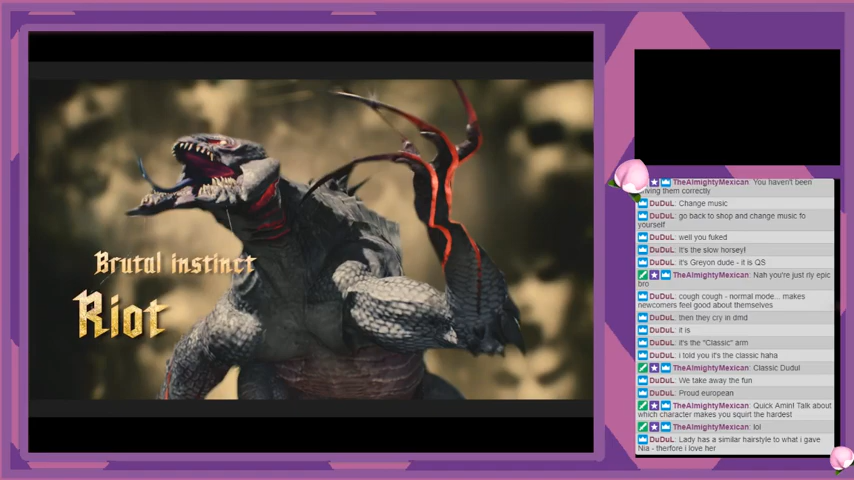 Brutal instinct
Riot
TheAlmightyMexican: You haven't been
iving them correctly
DuDuL: Change music
DuDuL: go back to shop and change music fo
yourself
DuDuL: well you fuked
DuDuL: It's the slow horsey!
DuDuL: it's Greyon dude - it is QS
TheAlmightyMexican: Nah you're just rly epic
bro
DuDuL: cough cough - normal mode... makes
newcomers feel good about themselves
DuDuL: then they cry in dmd
DuDuL: it is
DuDuL: it's the "Classic" arm
DuDuL: i told you it's the classic haha
TheAlmightyMexican: Classic Dudul
DuDuL: We take away the fun
DuDuL: Proud european
TheAlmightyMexican: Quick Amin! Talk about
which character makes you squirt the hardest
TheAlmightyMexican: lol
DuDuL: Lady has a similar hairstyle to what i gave
Nia - therfore i love her